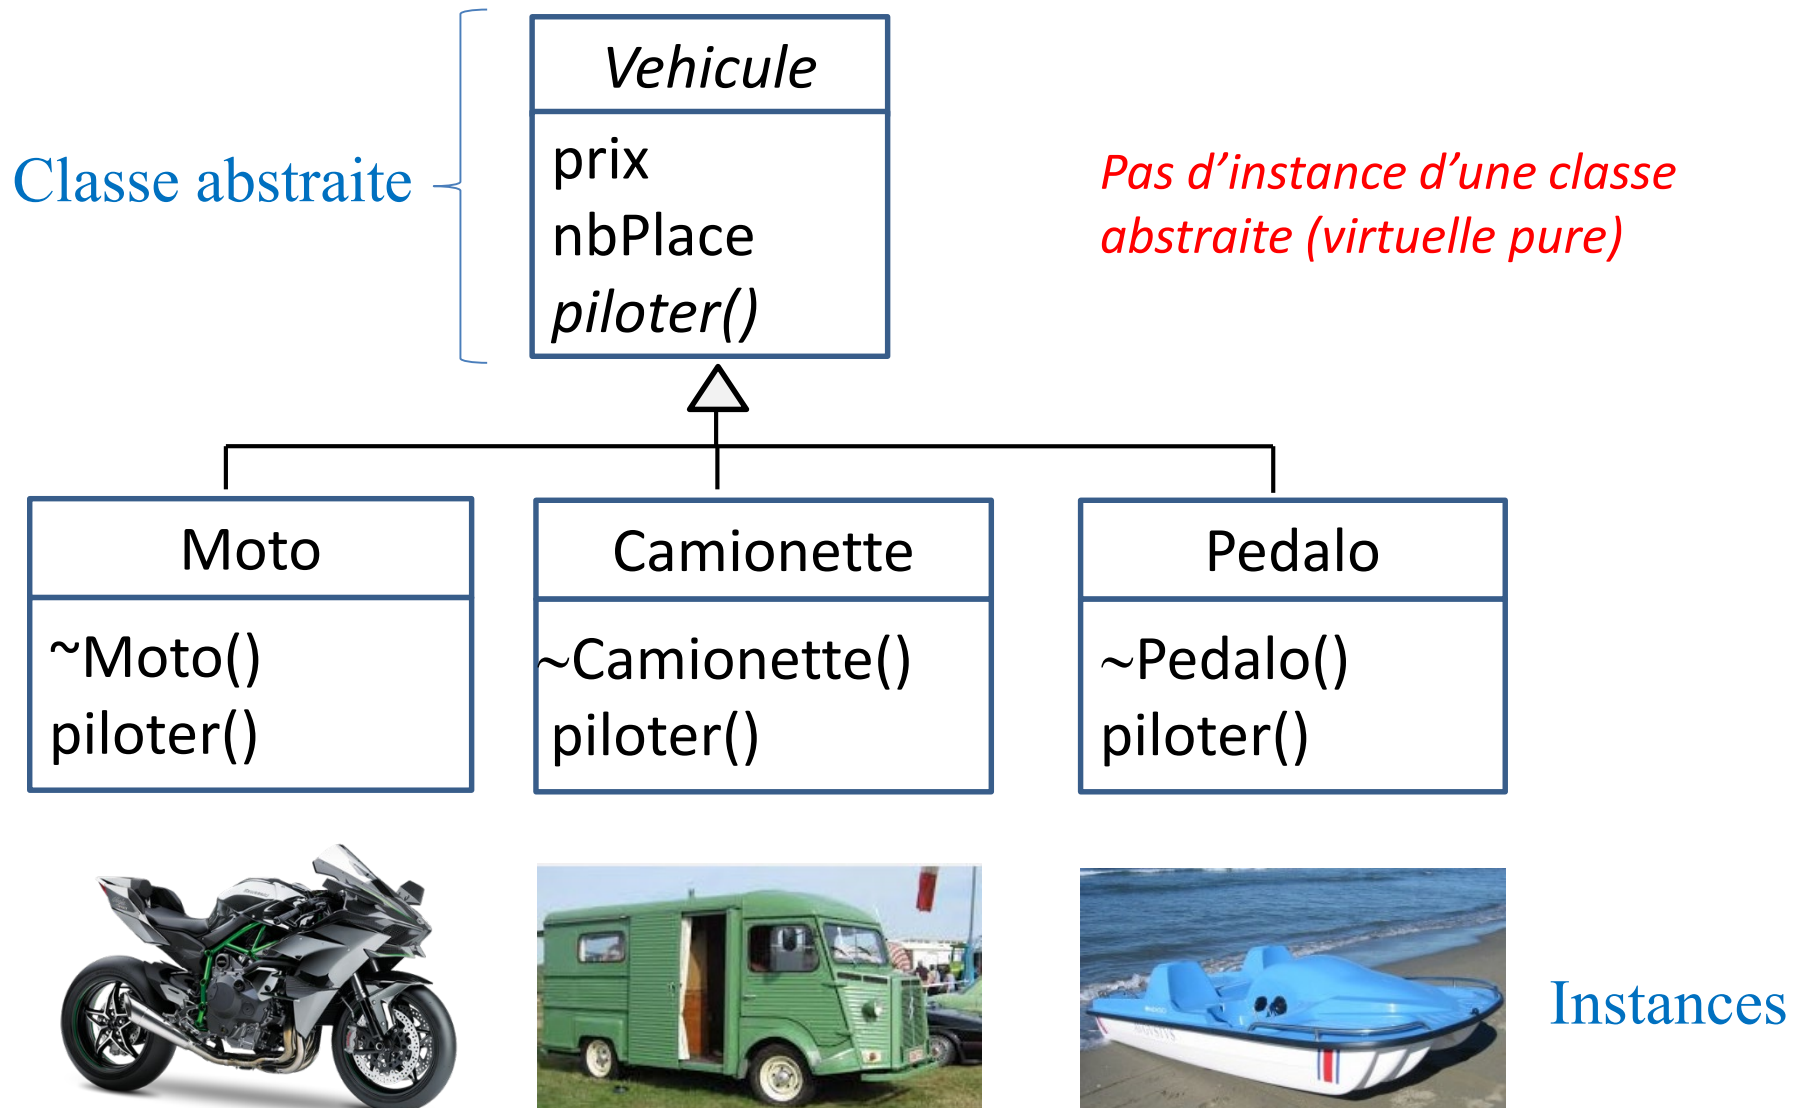 Vehicule
Classe abstraite
prix
nbPlace
piloter()
Pas d’instance d’une classe
abstraite (virtuelle pure)
Moto
~Moto()
piloter()
Camionette
~Camionette()
piloter()
Pedalo
~Pedalo()
piloter()
Instances